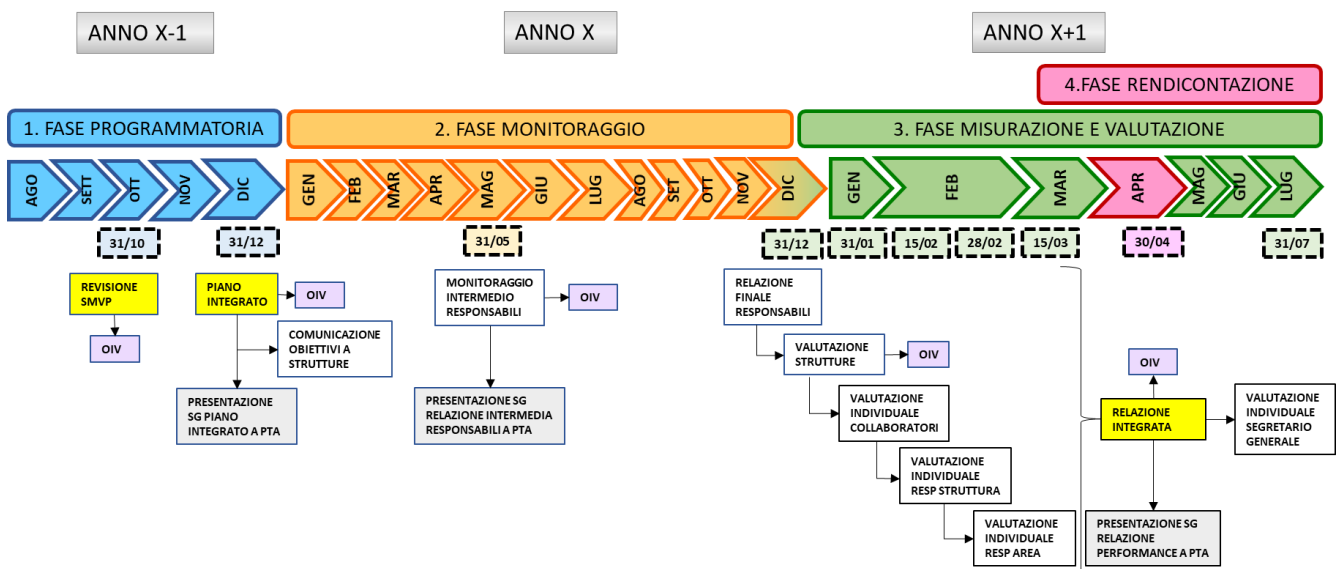 ANNO X-1
ANNO X
ANNO X+1
4.FASE RENDICONTAZIONE
1. FASE PROGRAMMATORIA
2. FASE MONITORAGGIO
3. FASE MISURAZIONE E VALUTAZIONE
AGO
SETT
OTT
NOV
DIC
GEN
FEB
MAR
APR
MAG
GIU
LUG
AGO
SET
OTT
NOV
DIC
GEN
FEB
MAR
APR
MAG
GIU
LUG
31/10
31/12
31/05
31/12
31/01
15/02
28/02
15/03
30/04
31/07
REVISIONE
SMVP
OIV
PIANO
INTEGRATO
OIV
COMUNICAZIONE
OBIETTIVI A
STRUTTURE
PRESENTAZIONE
SG PIANO
INTEGRATO A PTA
MONITORAGGIO
INTERMEDIO
RESPONSABILI
OIV
PRESENTAZIONE SG
RELAZIONE INTERMEDIA
RESPONSABILI A PTA
RELAZIONE
FINALE
RESPONSABILI
VALUTAZIONE
STRUTTURE
OIV
VALUTAZIONE
INDIVIDUALE
COLLABORATORI
VALUTAZIONE
INDIVIDUALE
RESP STRUTTURA
VALUTAZIONE
INDIVIDUALE
RESP AREA
OIV
RELAZIONE
INTEGRATA
VALUTAZIONE
INDIVIDUALE
SEGRETARIO
GENERALE
PRESENTAZIONE SG
RELAZIONE
PERFORMANCE A PTA